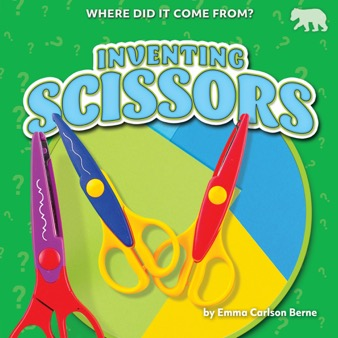 WHERE DID IT COME FROM?
INVENTING
SCISSORS
by Emma Carlson Berne